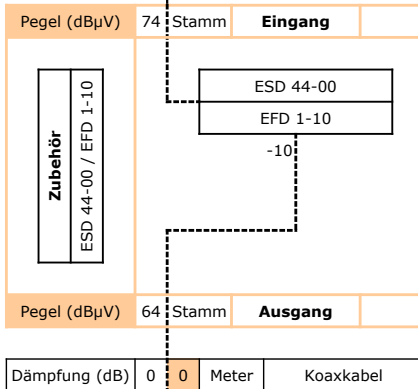 Pegel (dBµV) 74 Stamm Eingang
Zubehör
ESD 44-00 / EFD 1-10
ESD 44-00
EFD 1-10
-10
Pegel (dBµV) 64 Stamm Ausgang
Dämpfung (dB) 0 0 Meter Koaxkabel